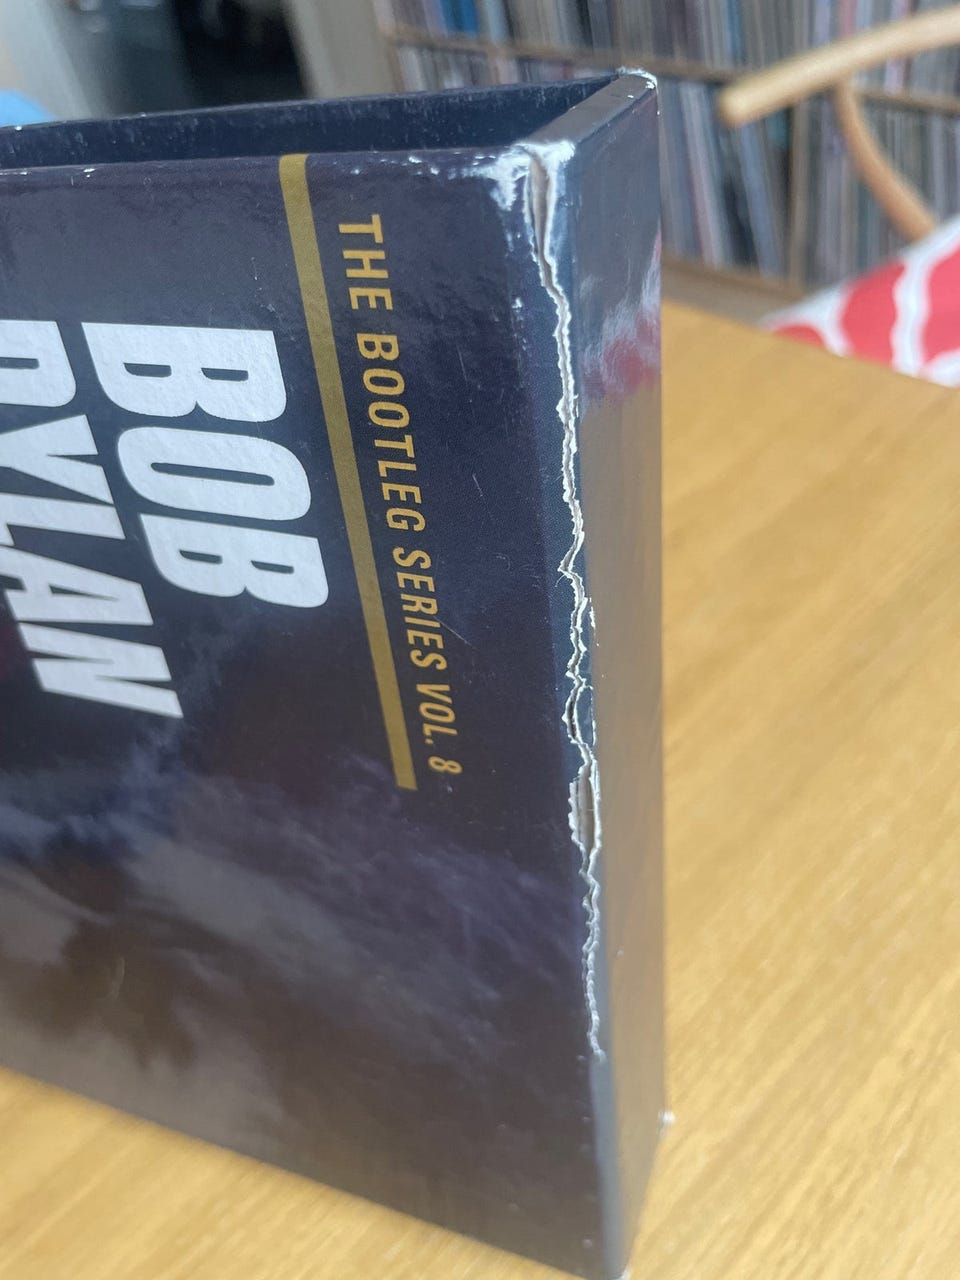 THE BOOTLEG SERIES VOL. 8
BOB
DYLAN